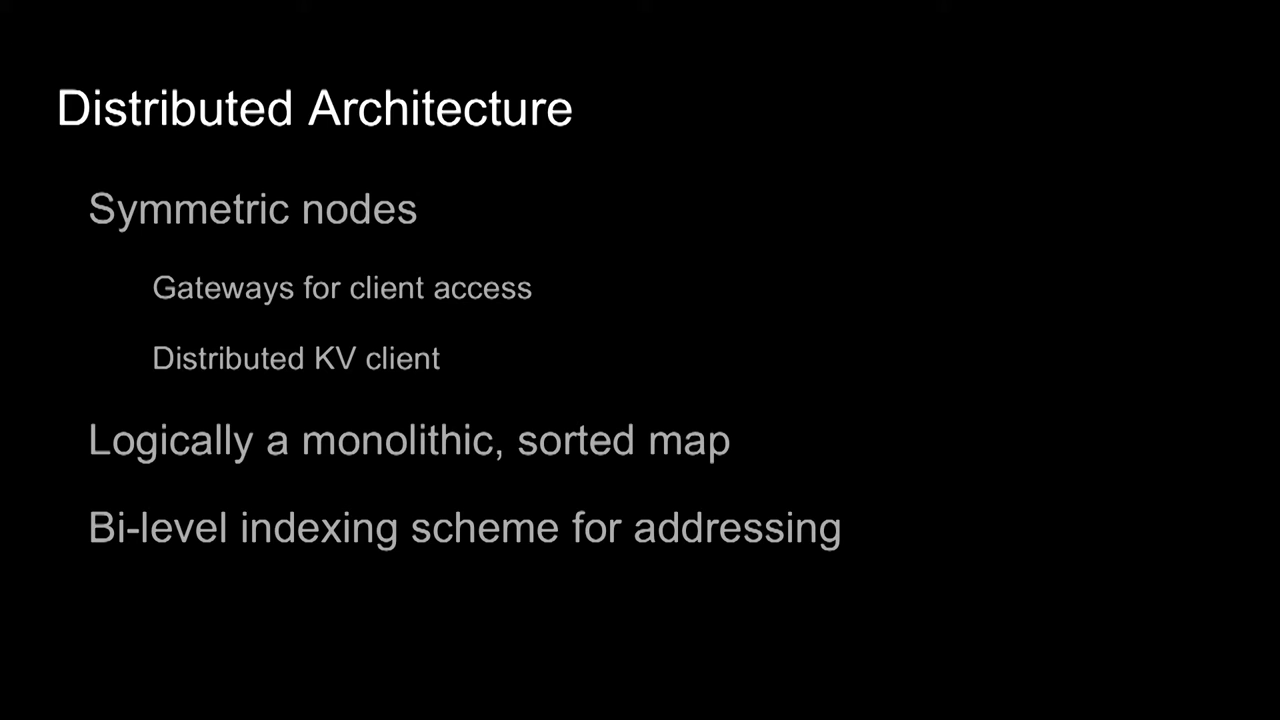 Distributed Architecture
Symmetric nodes
Gateways for client access
Distributed KV client
Logically a monolithic, sorted map
Bi-level indexing scheme for addressing